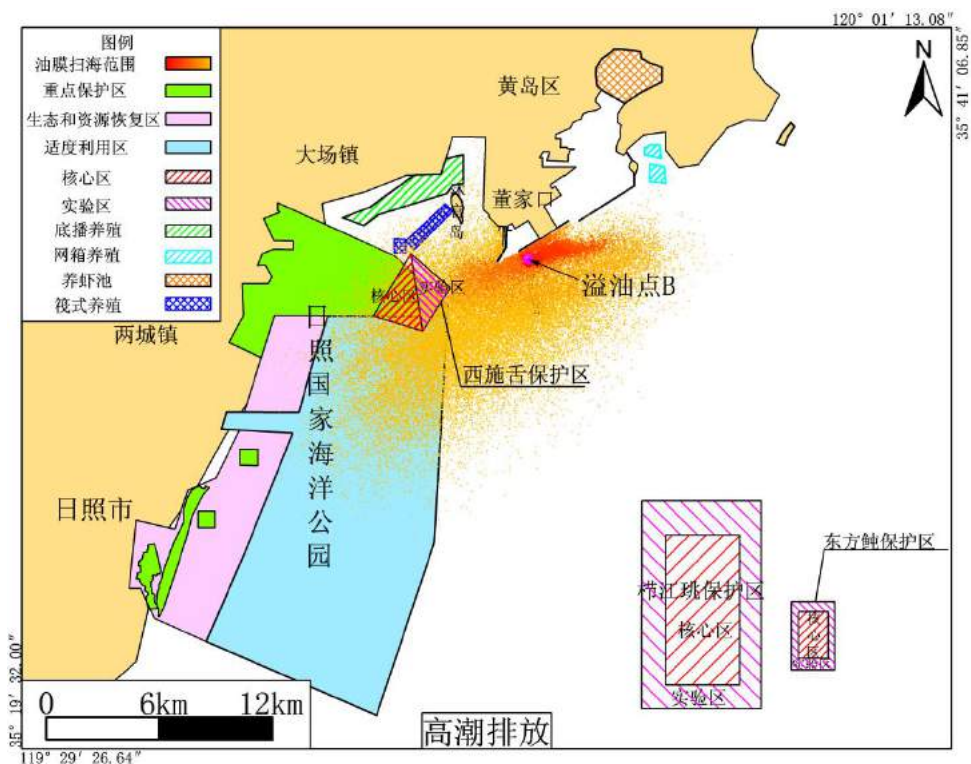 120° 01′ 13.08″
图例
油膜扫海范围
重点保护区
生态和资源恢复区
适度利用区
核心区
实验区
底播养殖
网箱养殖
养虾池
筏式养殖
N
35° 41′ 06.85″
黄岛区
大场镇
董家口
岛
溢油点B
核心区
实验区
两城镇
西施舌保护区
日照国家海洋公园
日照市
东方鲀保护区
栉江珧保护区
核心区
实验区
核心区
实验区
35° 19′ 32.00″
0 6km 12km
高潮排放
119° 29′ 26.64″